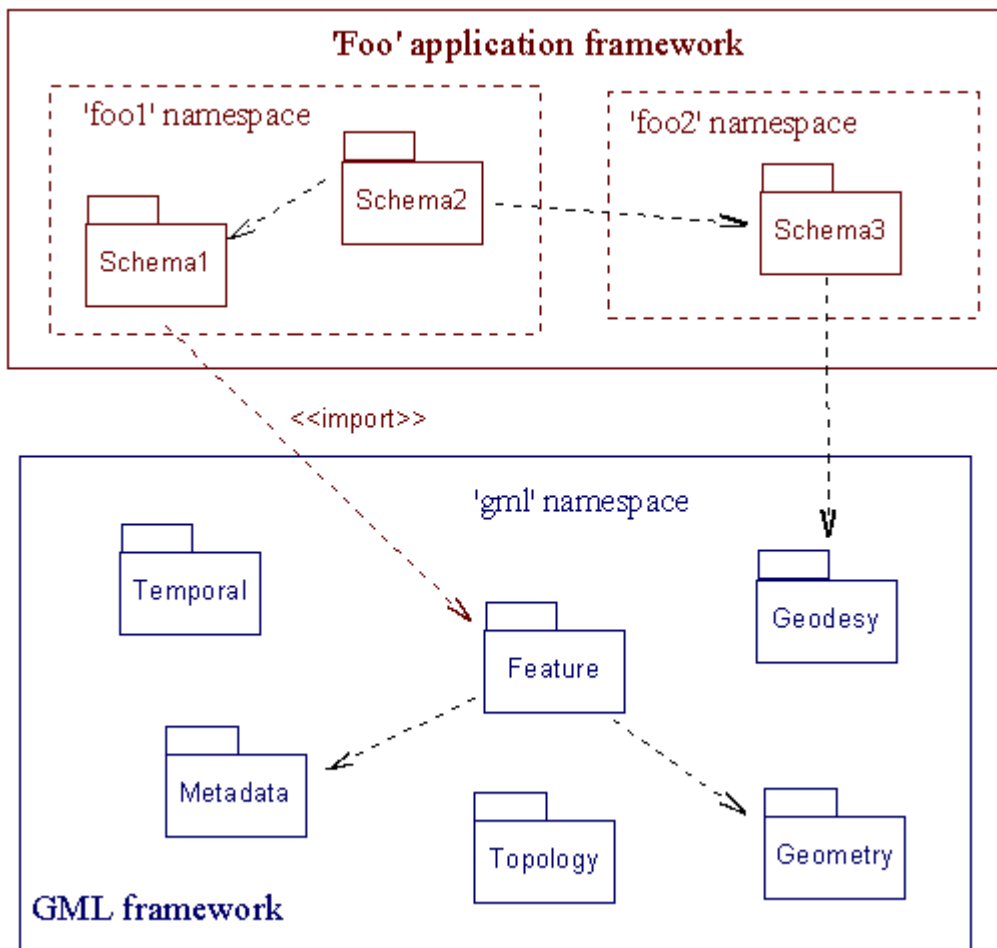 'Foo' application framework
'foo1' namespace
'foo2' namespace
Schema2
Schema1
Schema3
<<import>>
'gml' namespace
Temporal
Geodesy
Feature
Metadata
Topology
Geometry
GML framework